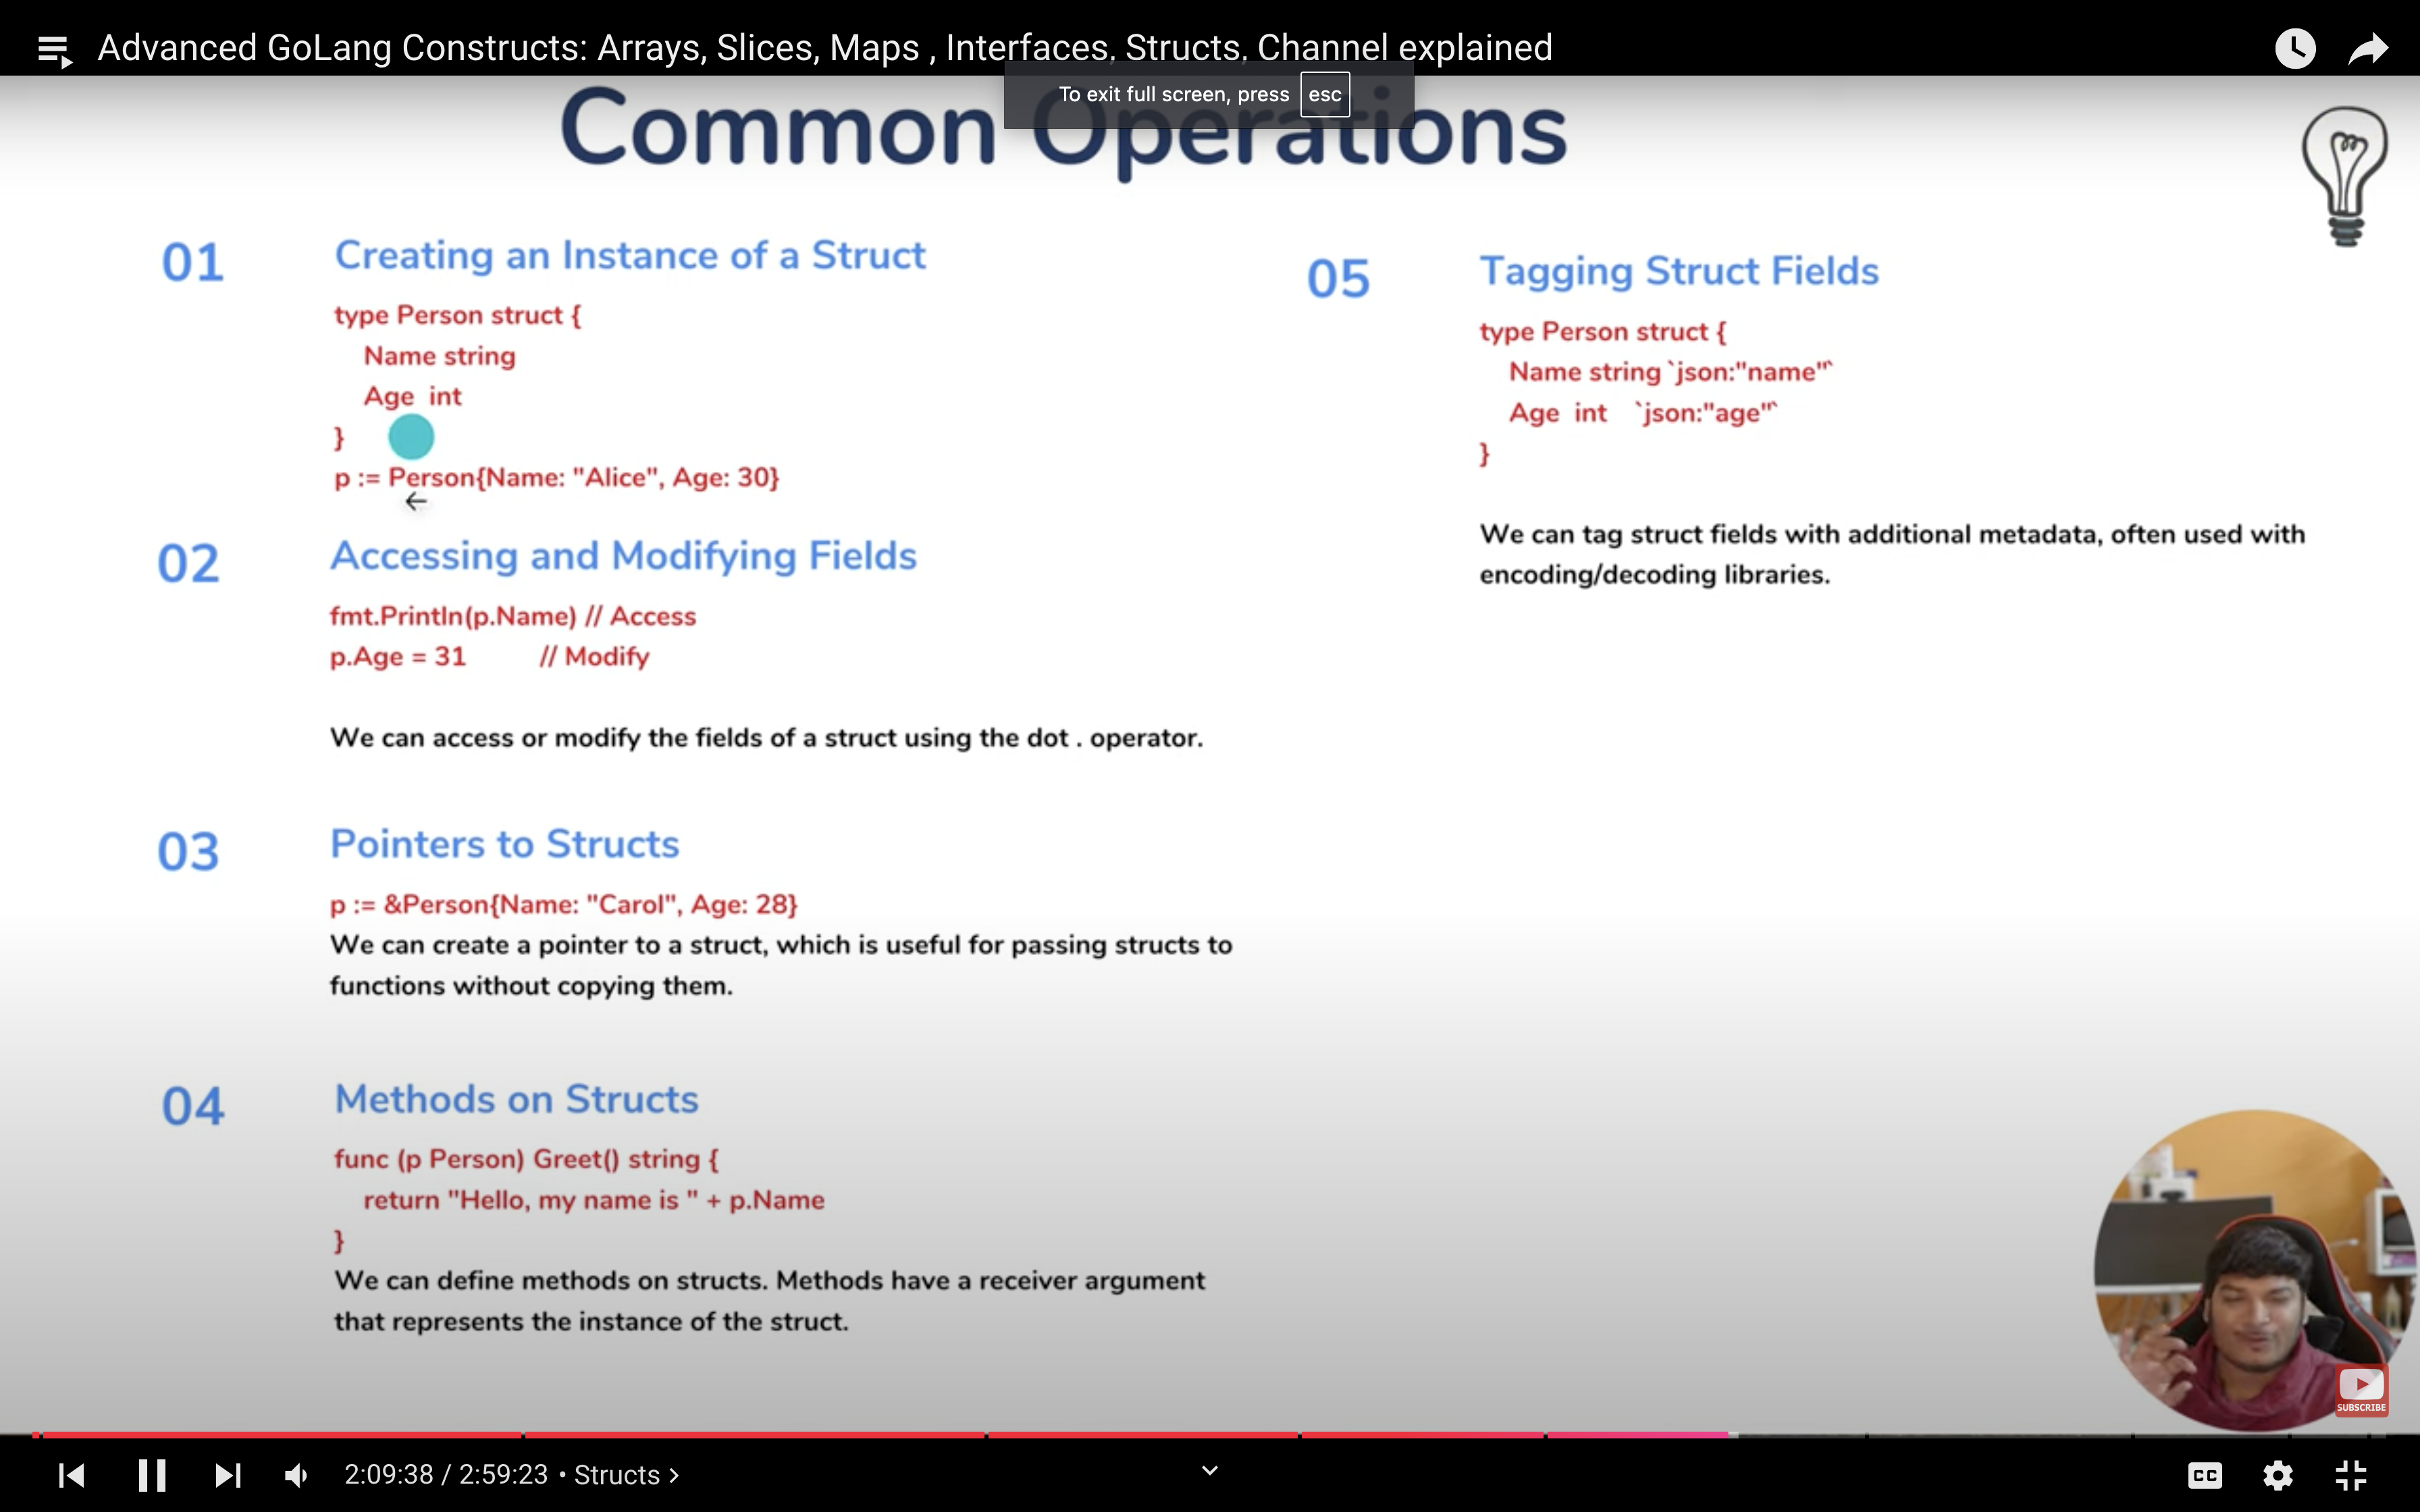 Advanced GoLang Constructs: Arrays, Slices, Maps , Interfaces, Structs, Channel explained
To exit full screen, press esc
Common Operations
01
Creating an Instance of a Struct
type Person struct {
Name string
Age int
}
p := Person{Name: "Alice", Age: 30}
02
Accessing and Modifying Fields
fmt.Println(p.Name) // Access
p.Age = 31 // Modify
We can access or modify the fields of a struct using the dot . operator.
03
Pointers to Structs
p := &Person{Name: "Carol", Age: 28}
We can create a pointer to a struct, which is useful for passing structs to
functions without copying them.
04
Methods on Structs
func (p Person) Greet() string {
return "Hello, my name is " + p.Name
}
We can define methods on structs. Methods have a receiver argument
that represents the instance of the struct.
05
Tagging Struct Fields
type Person struct {
Name string `json:"name"`
Age int `json:"age"`
}
We can tag struct fields with additional metadata, often used with
encoding/decoding libraries.
SUBSCRIBE
2:09:38 / 2:59:23 • Structs >
CC